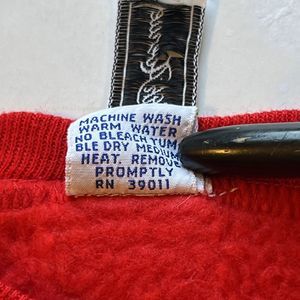 MACHINE WASH
WARM WATER
NO BLEACH TUM
BLE DRY MEDIUM
HEAT. REMOVE
PROMPTLY
RN 39011